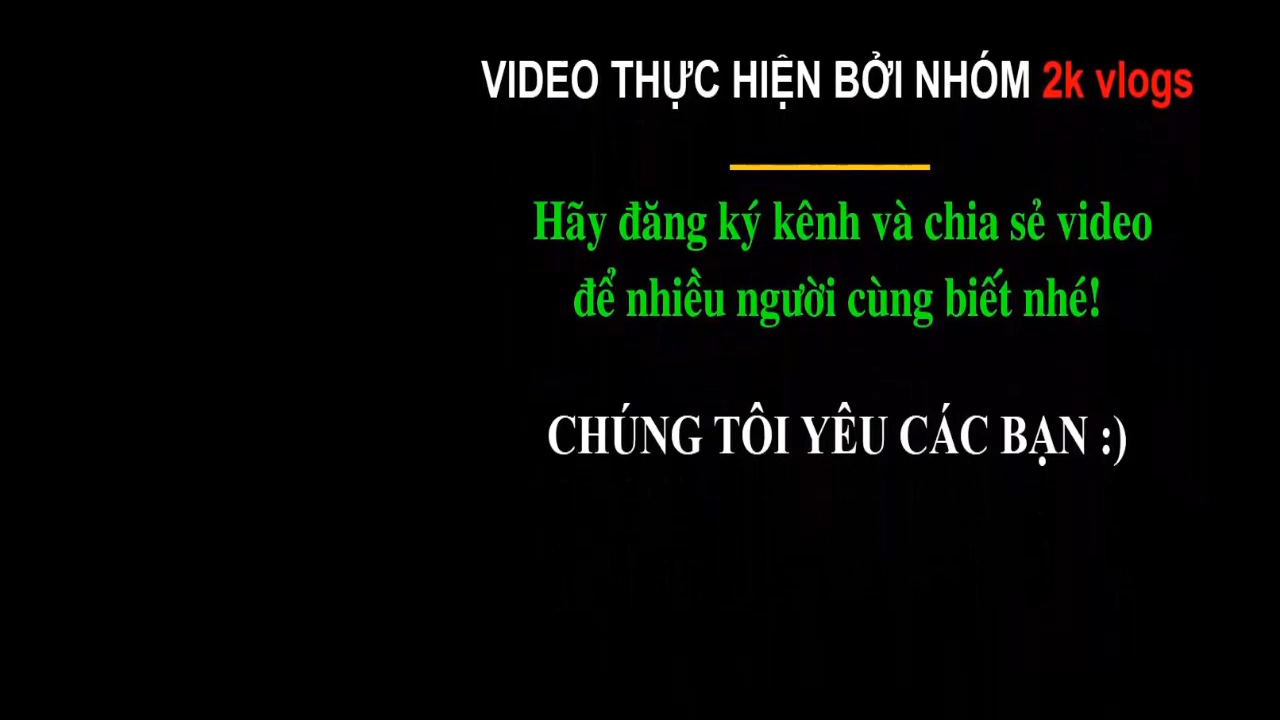 VIDEO THỰC HIỆN BỞI NHÓM 2k vlogs
Hãy đăng ký kênh và chia sẻ video
để nhiều người cùng biết nhé!
CHÚNG TÔI YÊU CÁC BẠN :)